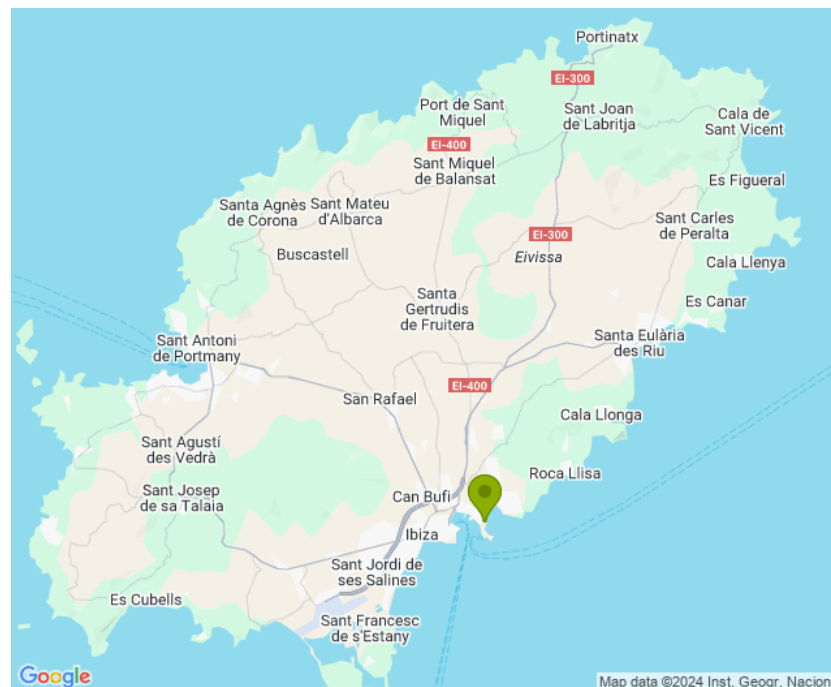 Portinatx
EI-300
Port de Sant
Miquel
Sant Joan
de Labritja
Cala de
Sant Vicent
EI-400
Sant Miquel
de Balansat
Es Figueral
Santa Agnès
de Corona
Sant Mateu
d'Albarca
Sant Carles
de Peralta
EI-300
Buscastell
Eivissa
Cala Llenya
Santa
Gertrudis
de Fruitera
Es Canar
Sant Antoni
de Portmany
Santa Eulària
des Riu
EI-400
San Rafael
Cala Llonga
Sant Agustí
des Vedrà
Roca Llisa
Sant Josep
de sa Talaia
Can Bufi
Ibiza
Sant Jordi de
ses Salines
Es Cubells
Sant Francesc
de s'Estany
Google
Map data ©2024 Inst. Geogr. Nacion